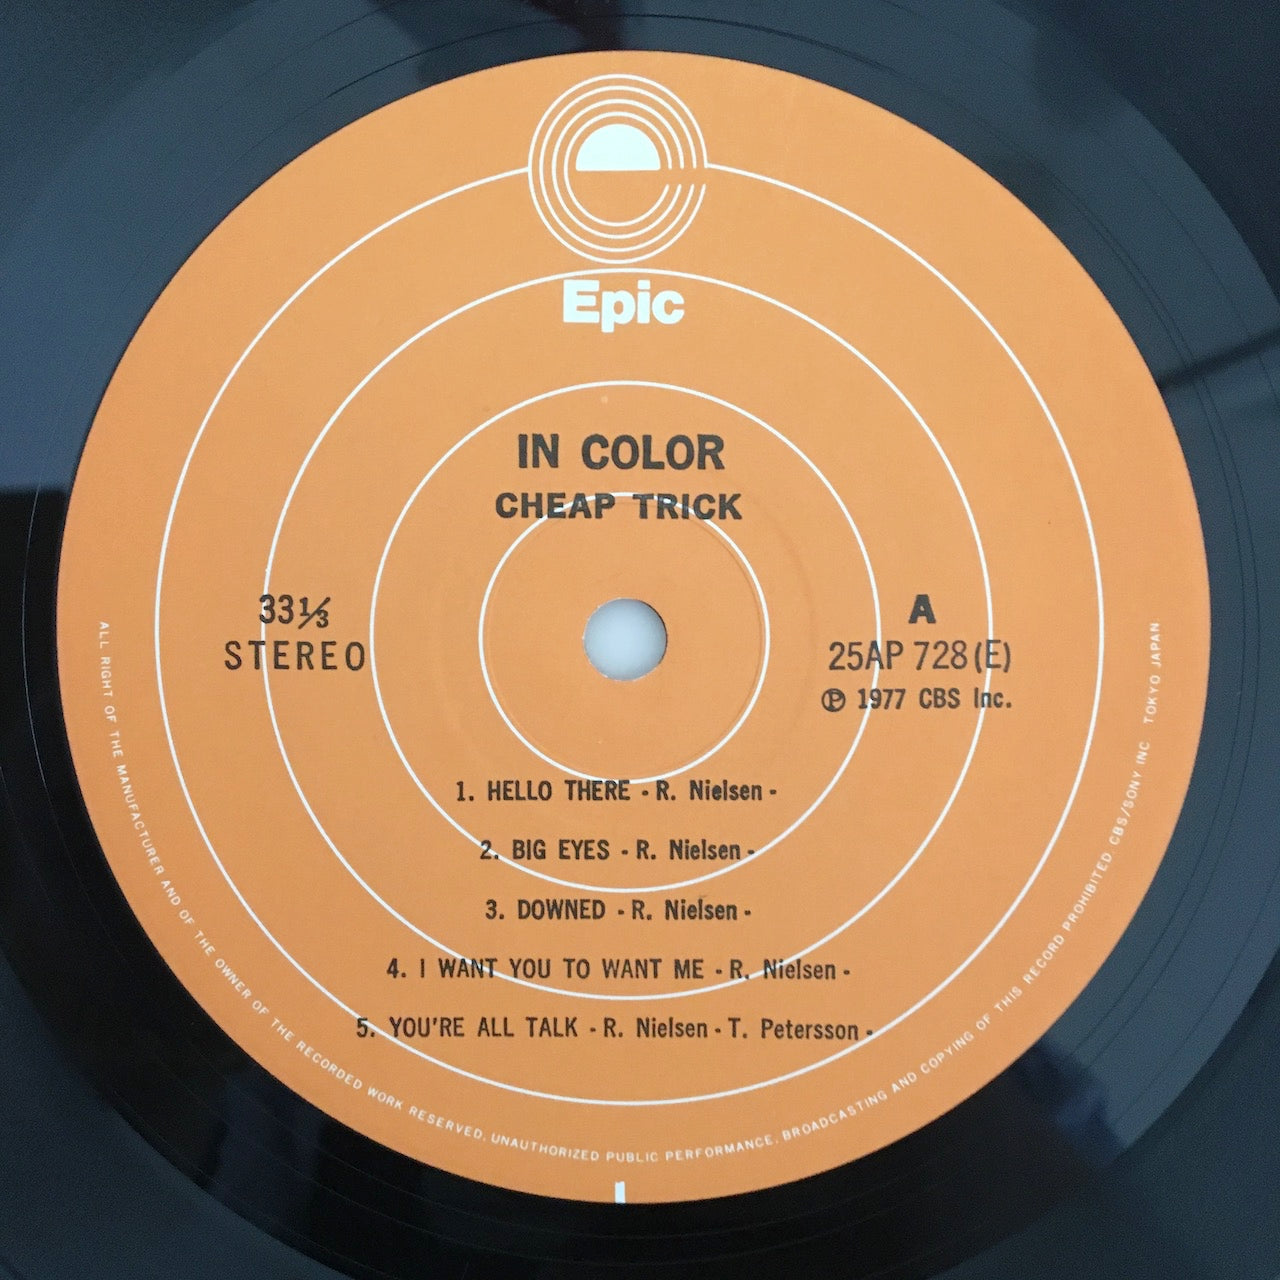 Epic
IN COLOR
CHEAP TRICK
33⅓
STEREO
A
25AP 728 (E)
℗ 1977 CBS Inc.
1. HELLO THERE - R. Nielsen -
2. BIG EYES - R. Nielsen -
3. DOWNED - R. Nielsen -
4. I WANT YOU TO WANT ME - R. Nielsen -
5. YOU'RE ALL TALK - R. Nielsen - T. Petersson -
ALL RIGHT OF THE MANUFACTURER AND OF THE OWNER OF THE RECORDED WORK RESERVED. UNAUTHORIZED PUBLIC PERFORMANCE, BROADCASTING AND COPYING OF THIS RECORD PROHIBITED CBS/SONY INC TOKYO JAPAN